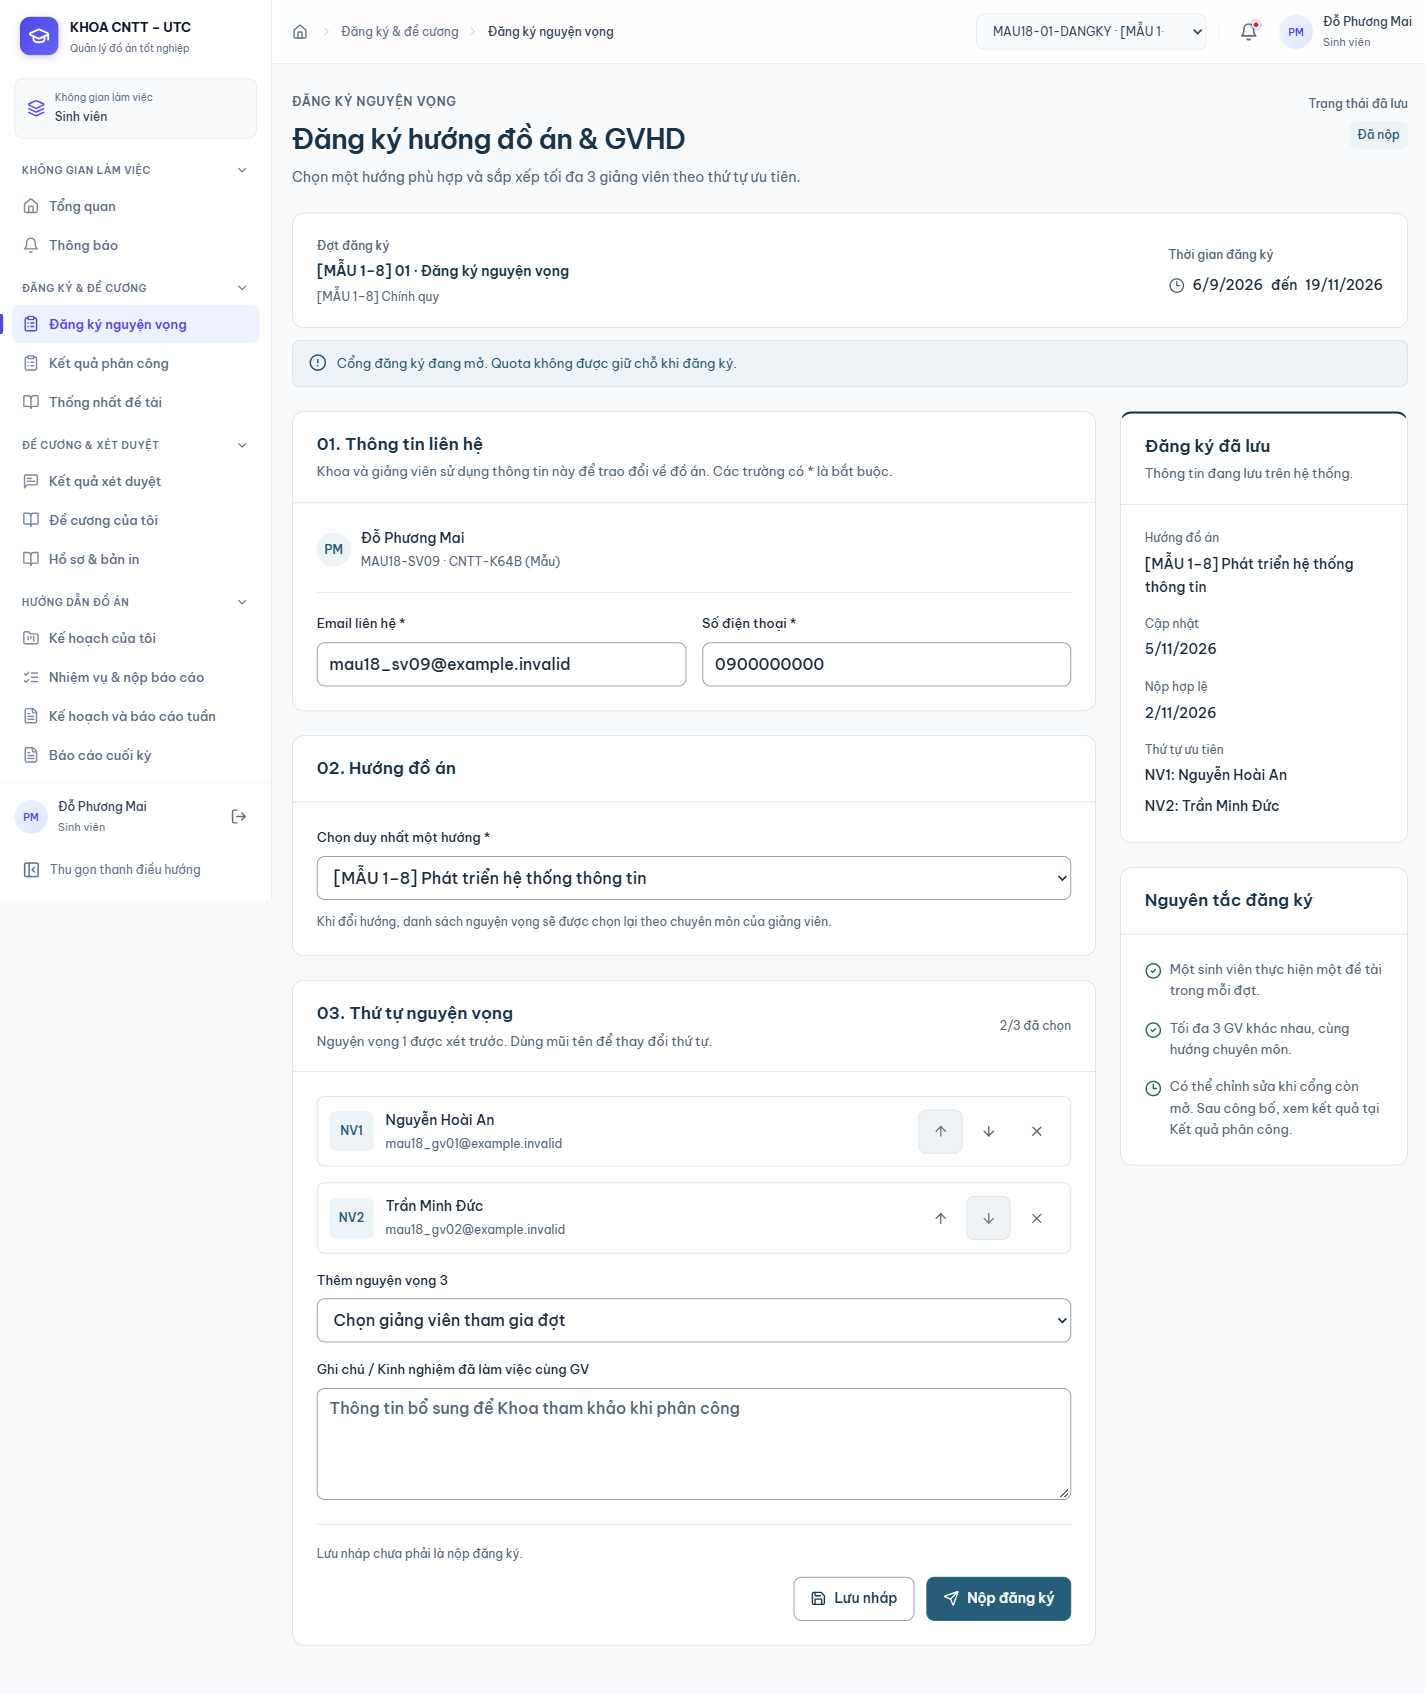 KHOA CNTT – UTC
Quản lý đồ án tốt nghiệp
Không gian làm việc
Sinh viên
KHÔNG GIAN LÀM VIỆC
Tổng quan
Thông báo
ĐĂNG KÝ & ĐỀ CƯƠNG
Đăng ký nguyện vọng
Kết quả phân công
Thống nhất đề tài
ĐỀ CƯƠNG & XÉT DUYỆT
Kết quả xét duyệt
Đề cương của tôi
Hồ sơ & bản in
HƯỚNG DẪN ĐỒ ÁN
Kế hoạch của tôi
Nhiệm vụ & nộp báo cáo
Kế hoạch và báo cáo tuần
Báo cáo cuối kỳ
PM
Đỗ Phương Mai
Sinh viên
Thu gọn thanh điều hướng
Đăng ký & đề cương
Đăng ký nguyện vọng
MAU18-01-DANGKY · [MẪU 1-
PM
Đỗ Phương Mai
Sinh viên
ĐĂNG KÝ NGUYỆN VỌNG
Đăng ký hướng đồ án & GVHD
Chọn một hướng phù hợp và sắp xếp tối đa 3 giảng viên theo thứ tự ưu tiên.
Trạng thái đã lưu
Đã nộp
Đợt đăng ký
[MẪU 1–8] 01 · Đăng ký nguyện vọng
[MẪU 1–8] Chính quy
Thời gian đăng ký
6/9/2026 đến 19/11/2026
Cổng đăng ký đang mở. Quota không được giữ chỗ khi đăng ký.
01. Thông tin liên hệ
Khoa và giảng viên sử dụng thông tin này để trao đổi về đồ án. Các trường có * là bắt buộc.
PM
Đỗ Phương Mai
MAU18-SV09 · CNTT-K64B (Mẫu)
Email liên hệ *
Số điện thoại *
mau18_sv09@example.invalid
0900000000
02. Hướng đồ án
Chọn duy nhất một hướng *
[MẪU 1–8] Phát triển hệ thống thông tin
Khi đổi hướng, danh sách nguyện vọng sẽ được chọn lại theo chuyên môn của giảng viên.
03. Thứ tự nguyện vọng
Nguyện vọng 1 được xét trước. Dùng mũi tên để thay đổi thứ tự.
2/3 đã chọn
NV1
Nguyễn Hoài An
mau18_gv01@example.invalid
NV2
Trần Minh Đức
mau18_gv02@example.invalid
Thêm nguyện vọng 3
Chọn giảng viên tham gia đợt
Ghi chú / Kinh nghiệm đã làm việc cùng GV
Thông tin bổ sung để Khoa tham khảo khi phân công
Lưu nháp chưa phải là nộp đăng ký.
Lưu nháp
Nộp đăng ký
Đăng ký đã lưu
Thông tin đang lưu trên hệ thống.
Hướng đồ án
[MẪU 1–8] Phát triển hệ thống
thông tin
Cập nhật
5/11/2026
Nộp hợp lệ
2/11/2026
Thứ tự ưu tiên
NV1: Nguyễn Hoài An
NV2: Trần Minh Đức
Nguyên tắc đăng ký
Một sinh viên thực hiện một đề tài
trong mỗi đợt.
Tối đa 3 GV khác nhau, cùng
hướng chuyên môn.
Có thể chỉnh sửa khi cổng còn
mở. Sau công bố, xem kết quả tại
Kết quả phân công.